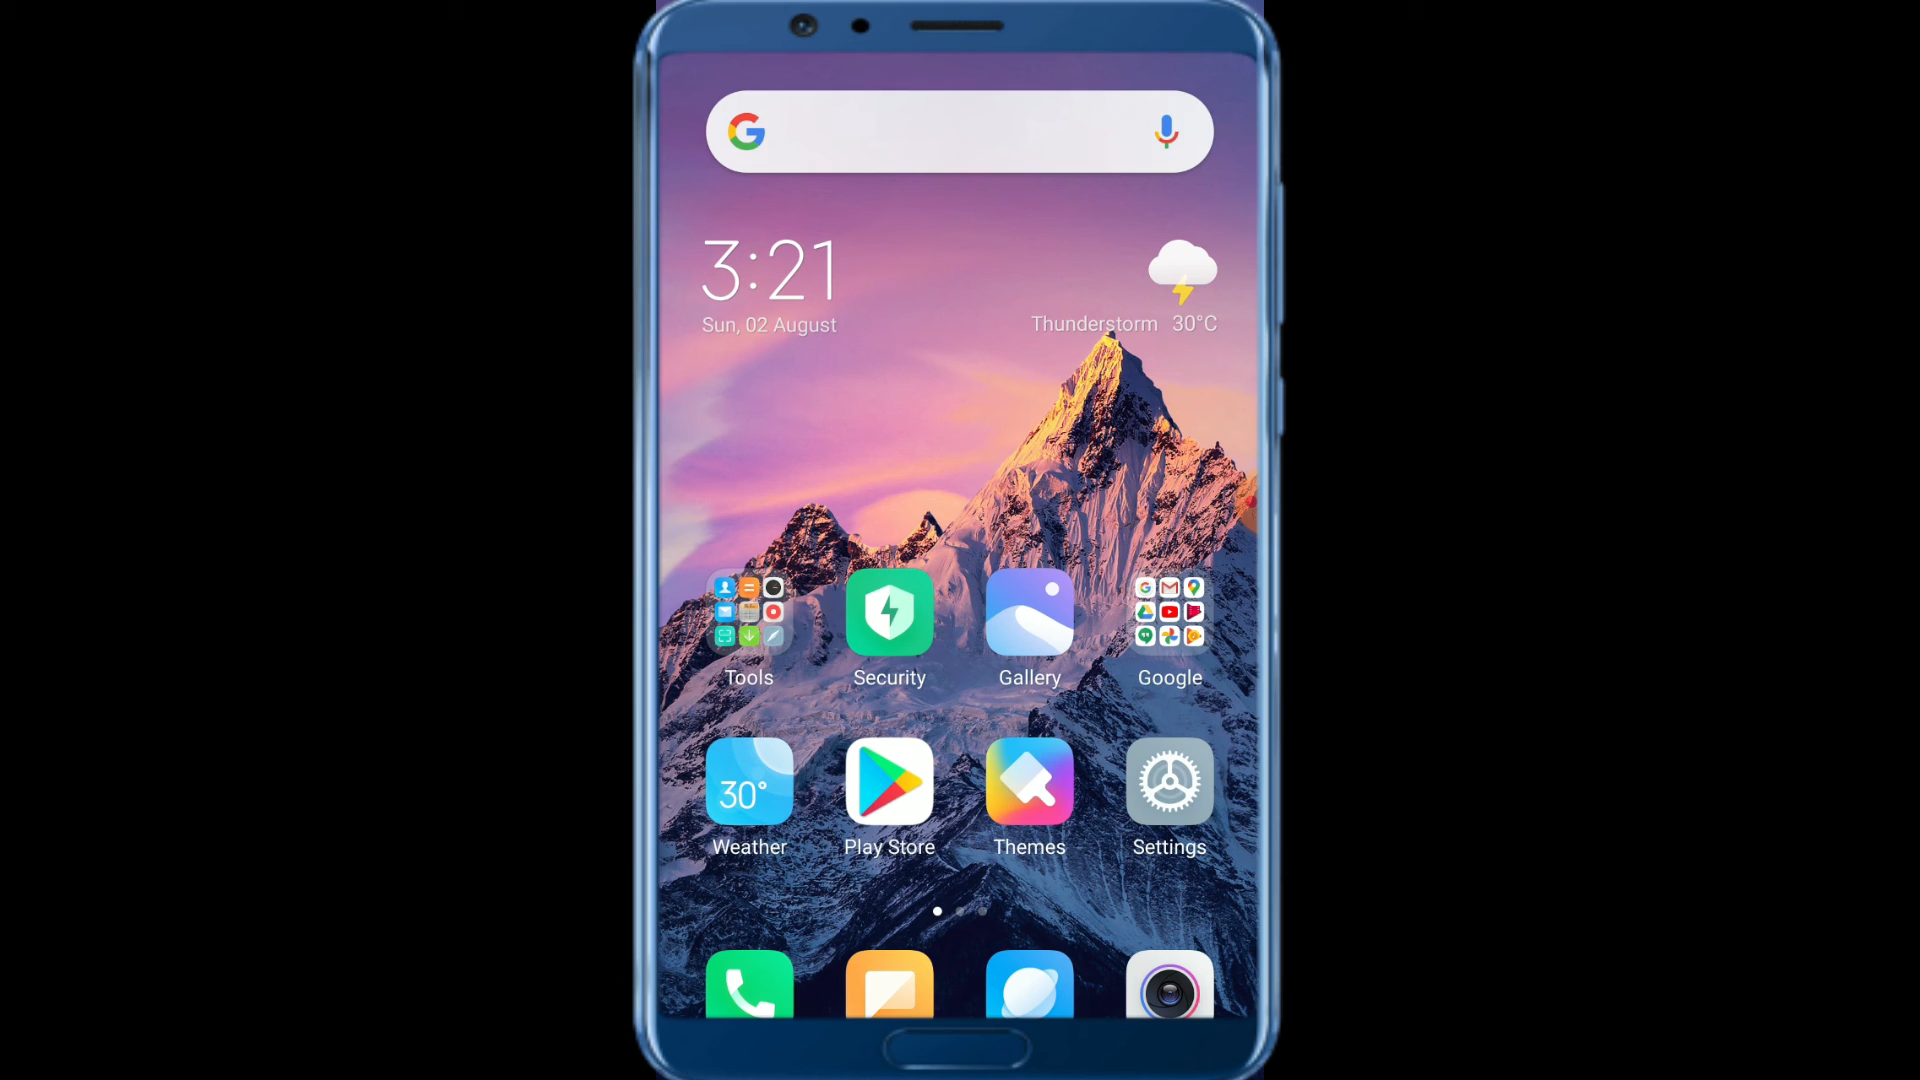 3:21
Sun, 02 August
Thunderstorm 30°C
Tools
Security
Gallery
Google
30°
Weather
Play Store
Themes
Settings